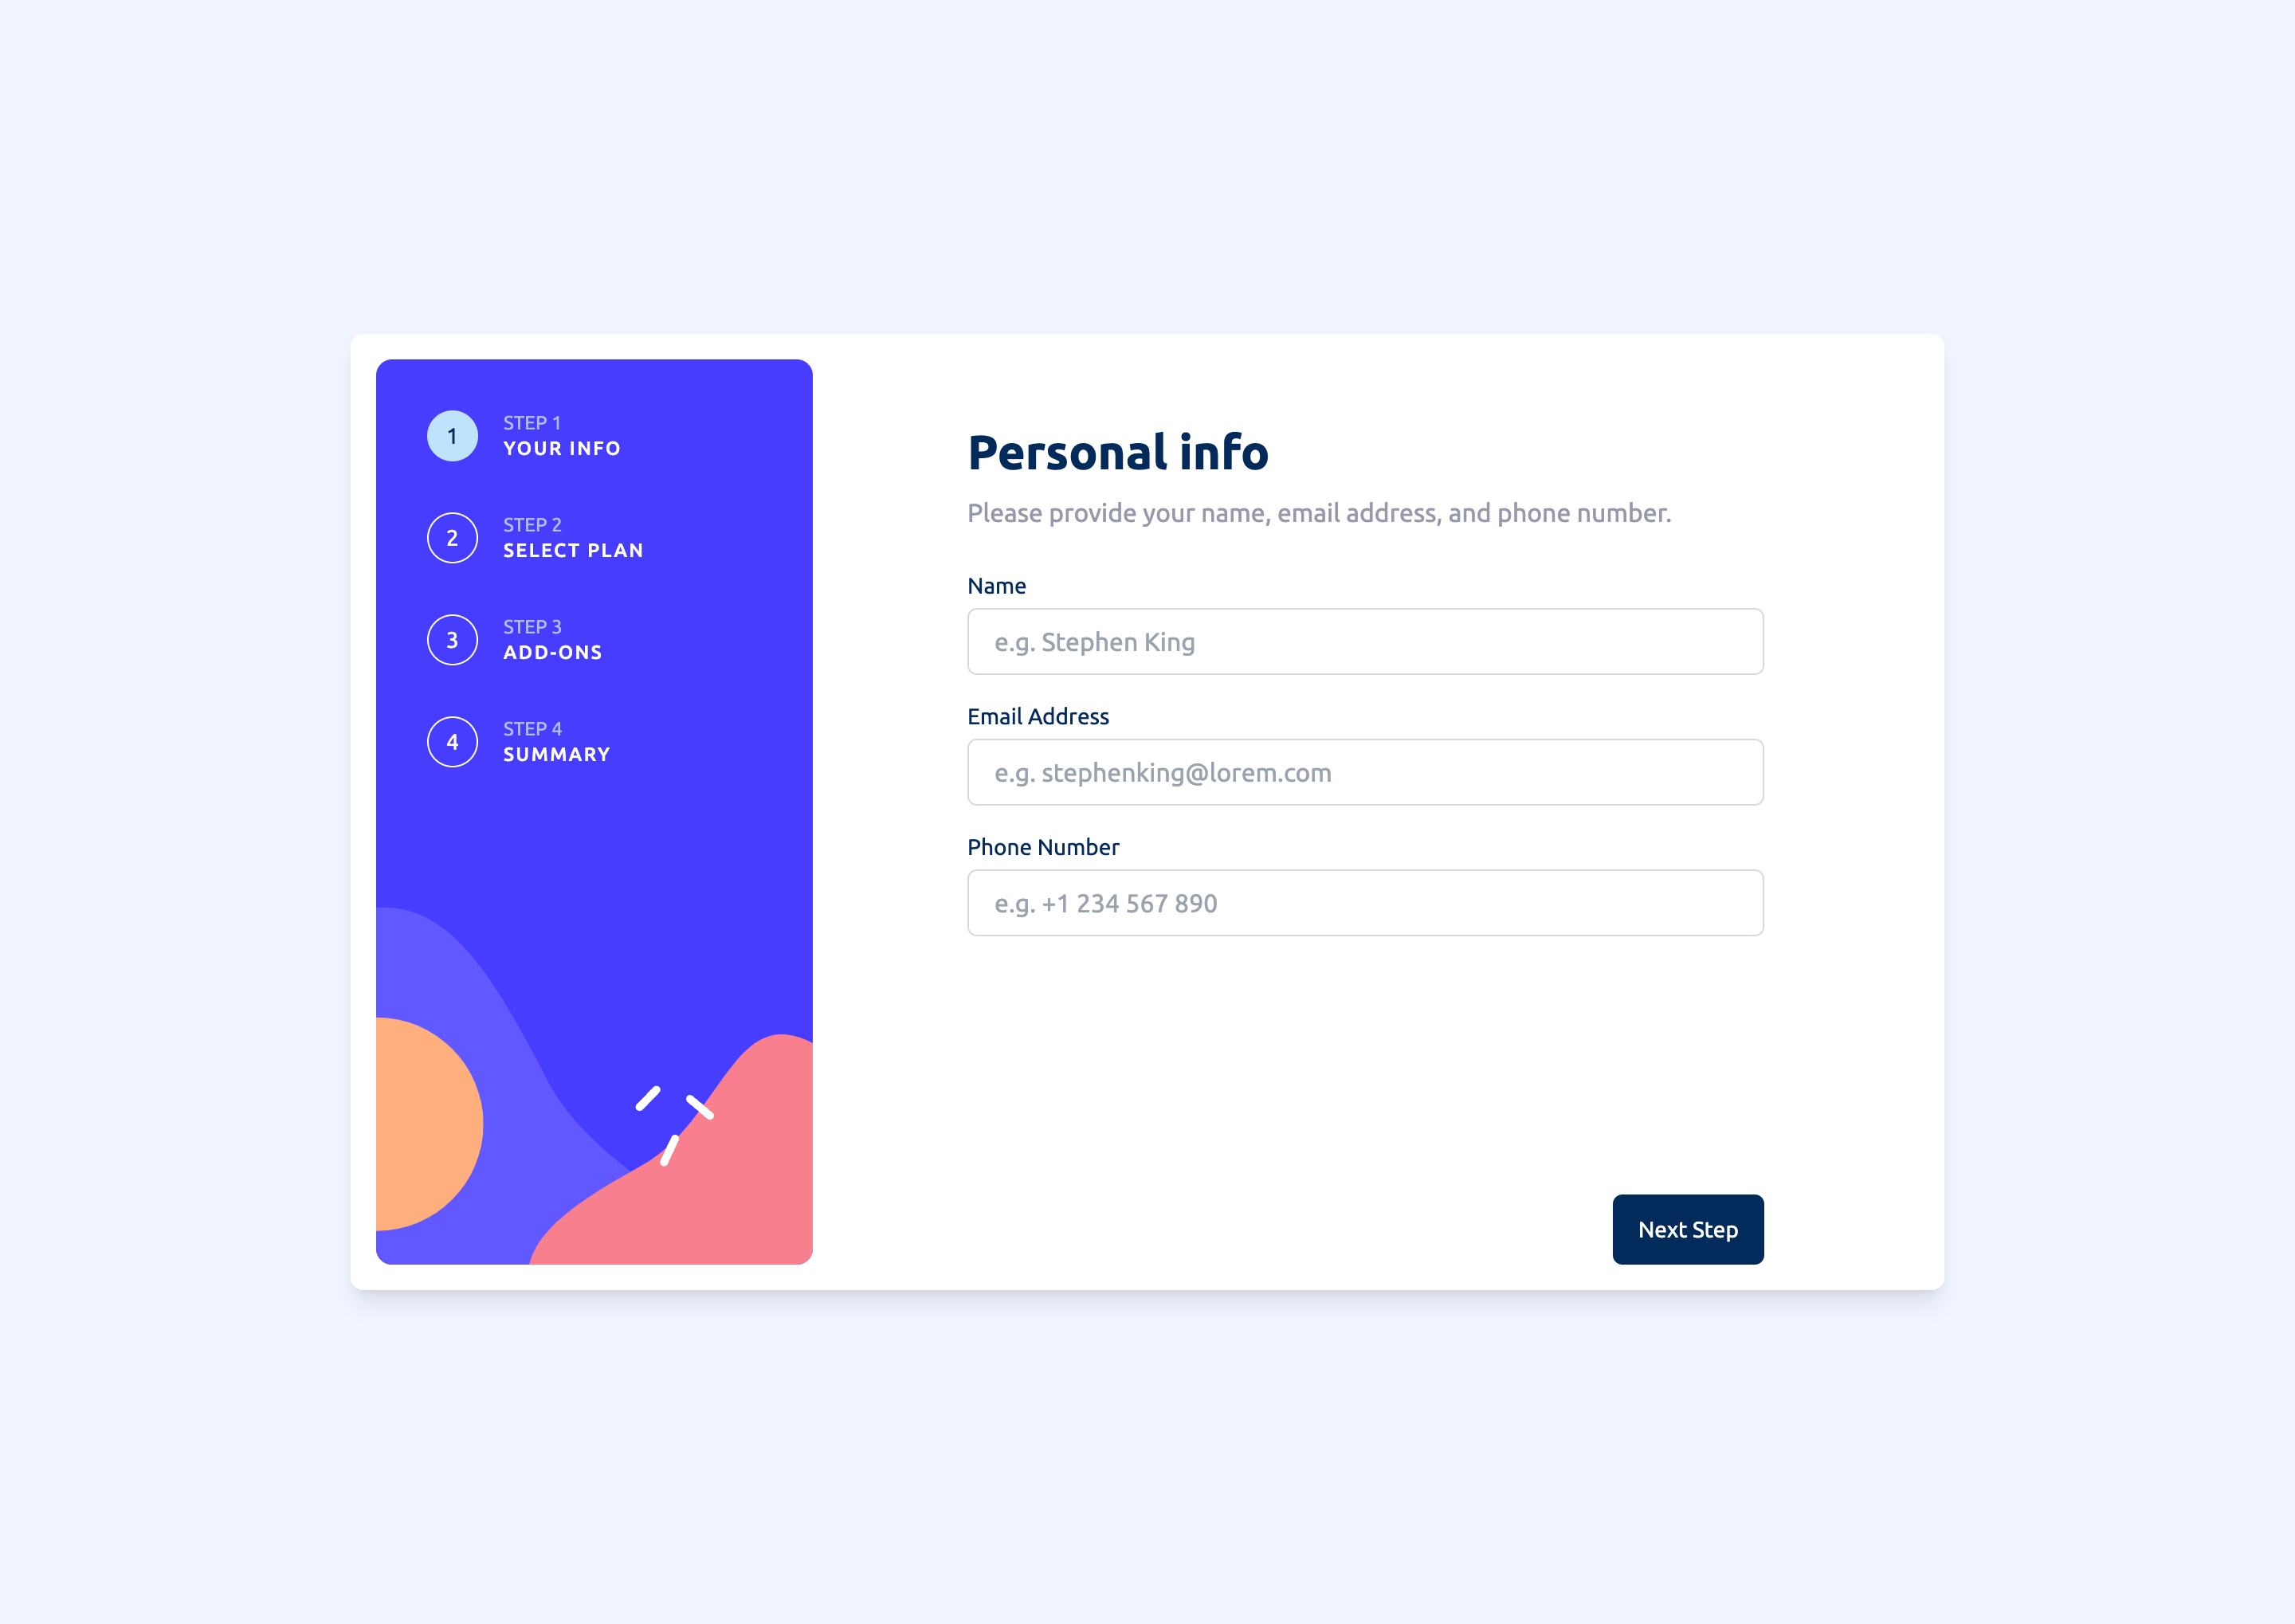 1
STEP 1
YOUR INFO
2
STEP 2
SELECT PLAN
3
STEP 3
ADD-ONS
4
STEP 4
SUMMARY
Personal info
Please provide your name, email address, and phone number.
Name
e.g. Stephen King
Email Address
e.g. stephenking@lorem.com
Phone Number
e.g. +1 234 567 890
Next Step